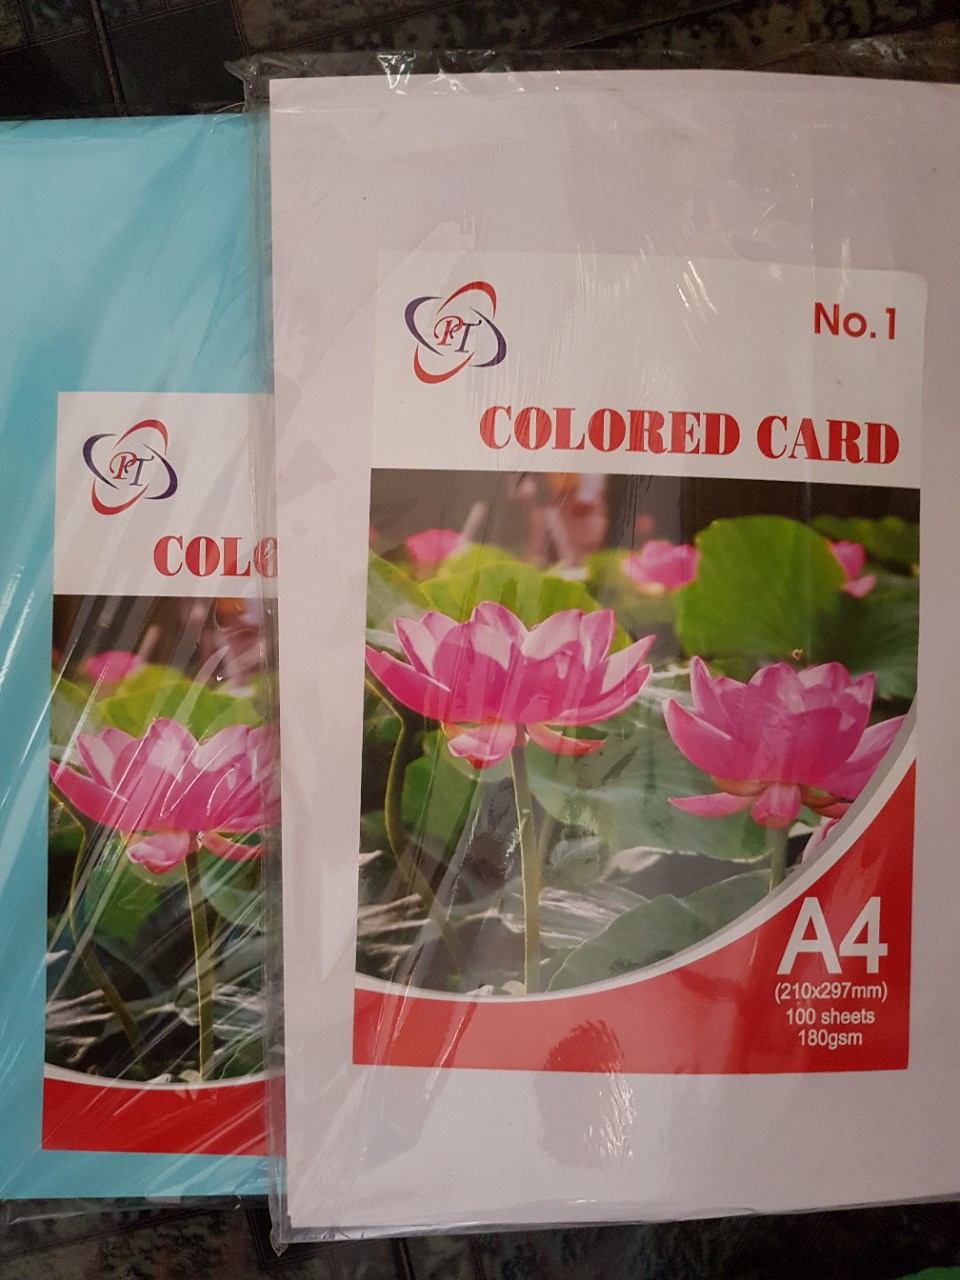 PT
No.1
COLORED CARD
A4
(210x297mm)
100 sheets
180gsm
PT
COLO